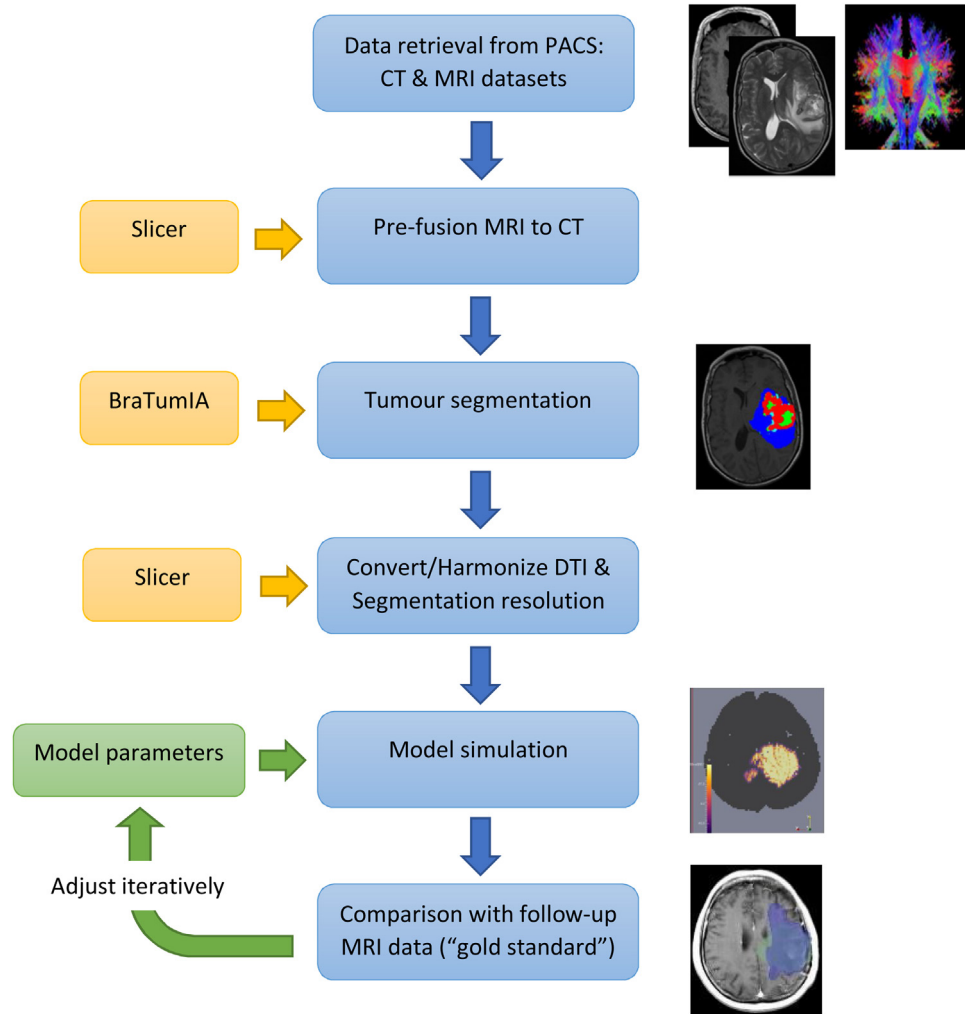 Data retrieval from PACS:
CT & MRI datasets
Slicer
Pre-fusion MRI to CT
BraTumIA
Tumour segmentation
Slicer
Convert/Harmonize DTI &
Segmentation resolution
Model parameters
Model simulation
Adjust iteratively
Comparison with follow-up
MRI data (“gold standard”)